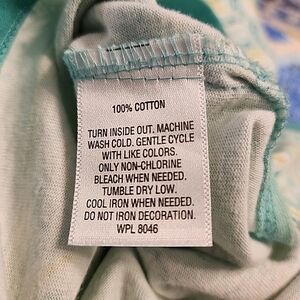 100% COTTON
TURN INSIDE OUT. MACHINE
WASH COLD. GENTLE CYCLE
WITH LIKE COLORS.
ONLY NON-CHLORINE
BLEACH WHEN NEEDED.
TUMBLE DRY LOW.
COOL IRON WHEN NEEDED.
DO NOT IRON DECORATION.
WPL 8046